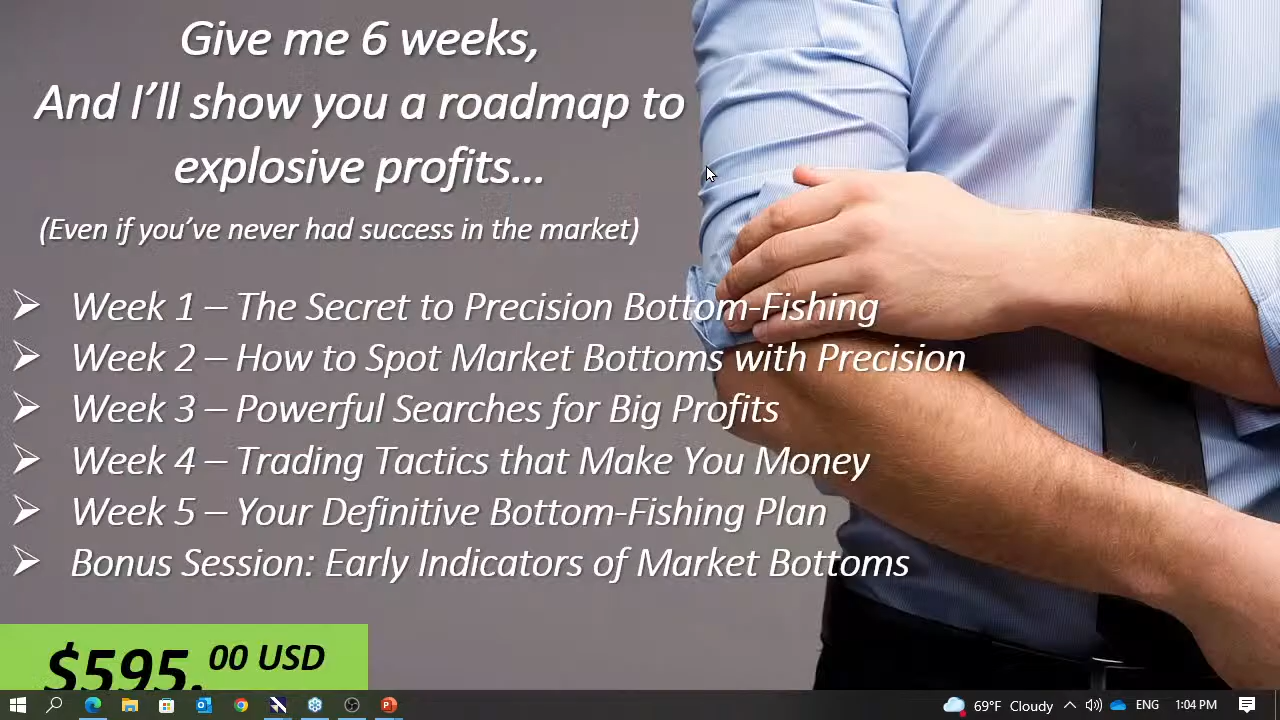 Give me 6 weeks,
And I’ll show you a roadmap to
explosive profits...
(Even if you’ve never had success in the market)
➢ Week 1 – The Secret to Precision Bottom-Fishing
➢ Week 2 – How to Spot Market Bottoms with Precision
➢ Week 3 – Powerful Searches for Big Profits
➢ Week 4 – Trading Tactics that Make You Money
➢ Week 5 – Your Definitive Bottom-Fishing Plan
➢ Bonus Session: Early Indicators of Market Bottoms
$595.00 USD
69°F Cloudy ENG 1:04 PM